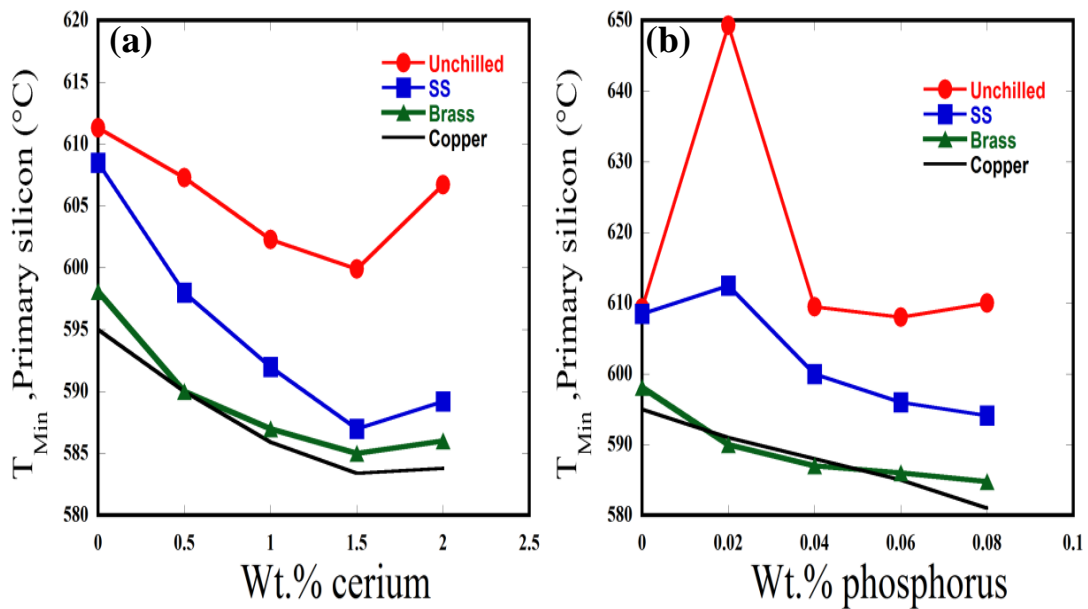 (a)
Unchilled
SS
Brass
Copper
T_Min ,Primary silicon (°C)
620
615
610
605
600
595
590
585
580
0 0.5 1 1.5 2 2.5
Wt.% cerium
(b)
Unchilled
SS
Brass
Copper
T_Min ,Primary silicon (°C)
650
640
630
620
610
600
590
580
0 0.02 0.04 0.06 0.08 0.1
Wt.% phosphorus